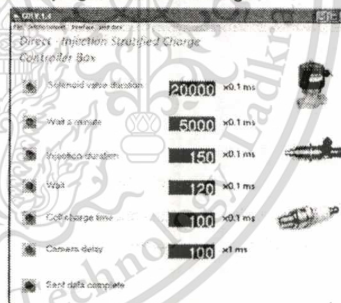 Direct - Injection Stratified Charge
Controller Box
Solenoid valve duration 20000 x0.1 ms
Wait a minute 5000 x0.1 ms
Injection duration 150 x0.1 ms
Wait 120 x0.1 ms
Coil charge time 100 x0.1 ms
Camera delay 100 x1 ms
Sent data complete